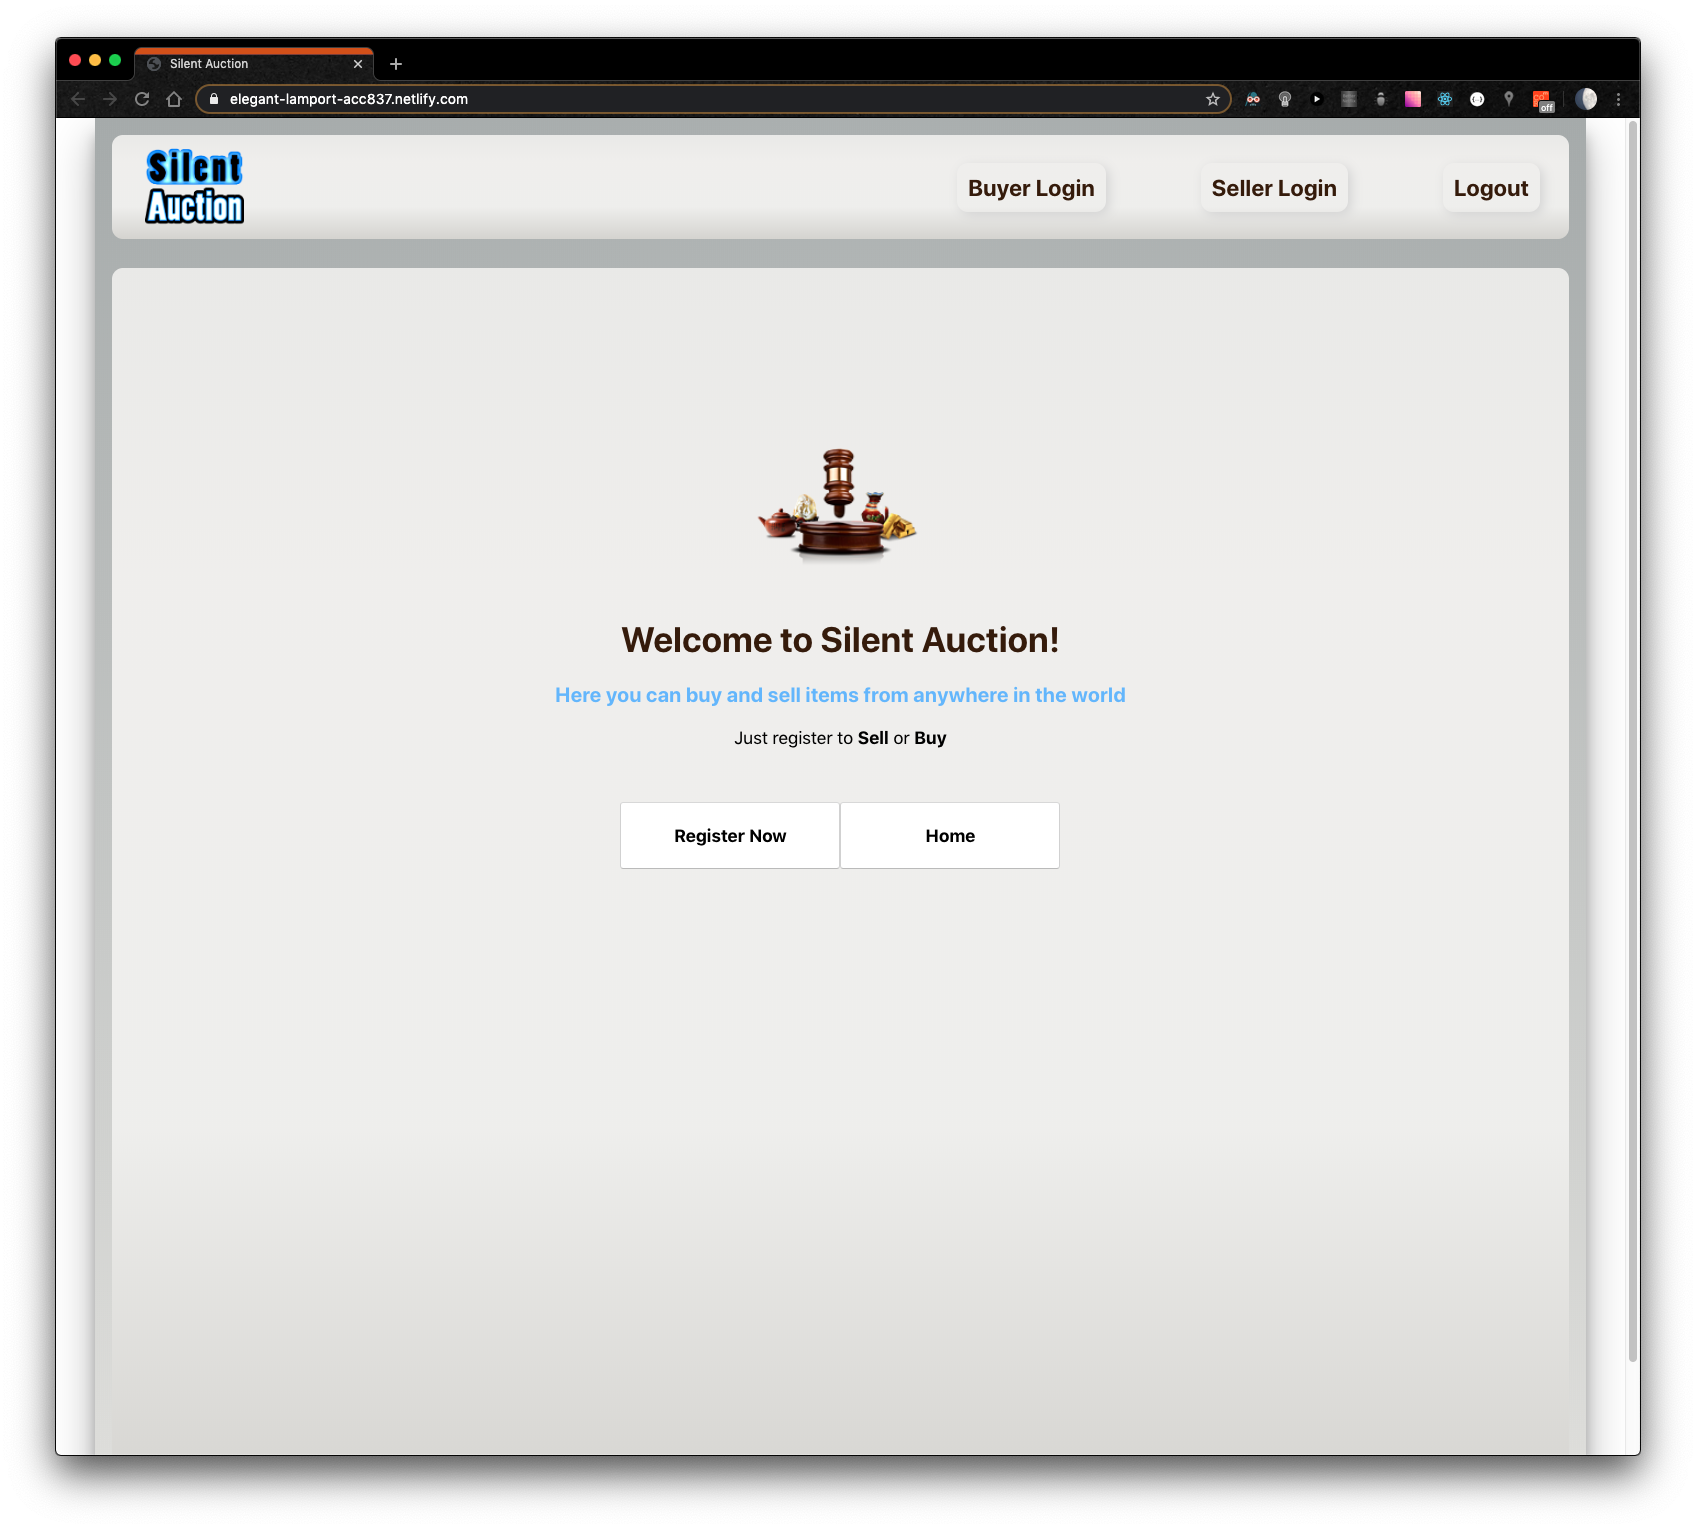 Silent Auction
elegant-lamport-acc837.netlify.com
off
Silent
Auction
Buyer Login
Seller Login
Logout
Welcome to Silent Auction!
Here you can buy and sell items from anywhere in the world
Just register to Sell or Buy
Register Now
Home